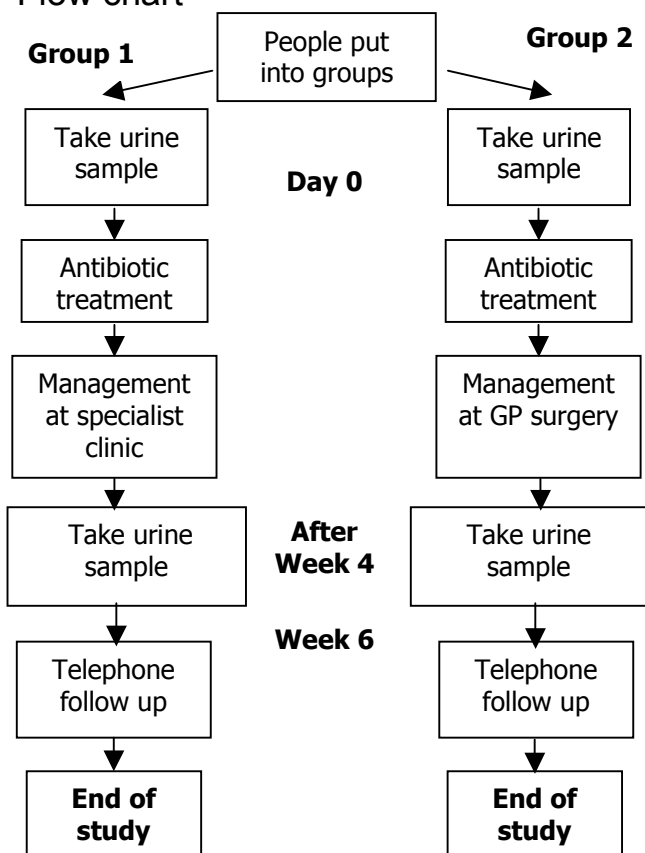 Flow chart
Group 1
People put
into groups
Group 2
Take urine
sample
Day 0
Take urine
sample
Antibiotic
treatment
Antibiotic
treatment
Management
at specialist
clinic
Management
at GP surgery
Take urine
sample
After
Week 4
Take urine
sample
Week 6
Telephone
follow up
Telephone
follow up
End of
study
End of
study